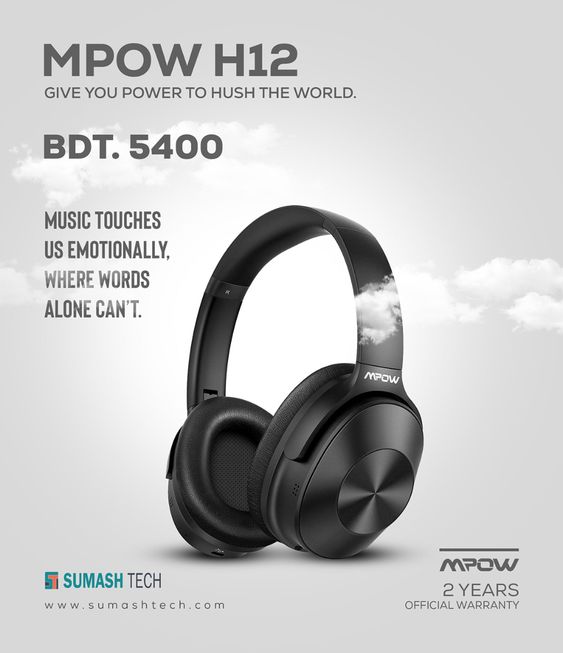 MPOW H12
GIVE YOU POWER TO HUSH THE WORLD.
BDT. 5400
MUSIC TOUCHES
US EMOTIONALLY,
WHERE WORDS
ALONE CAN'T.
MPOW
SUMASH TECH
www.sumashtech.com
MPOW
2 YEARS
OFFICIAL WARRANTY